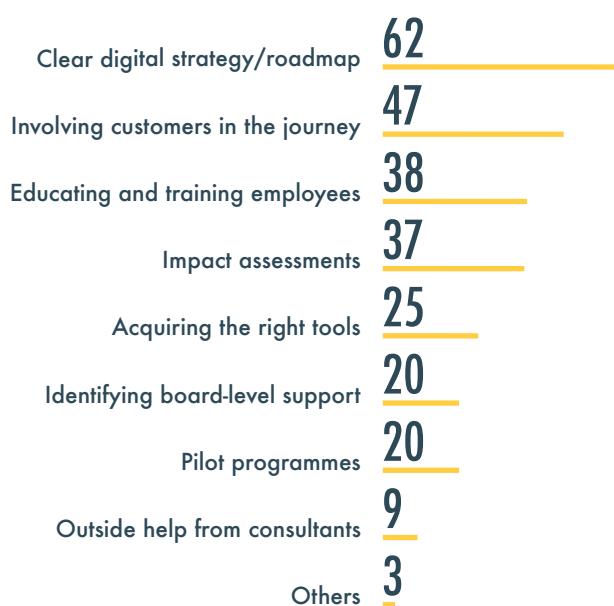 Clear digital strategy/roadmap 62
Involving customers in the journey 47
Educating and training employees 38
Impact assessments 37
Acquiring the right tools 25
Identifying board-level support 20
Pilot programmes 20
Outside help from consultants 9
Others 3